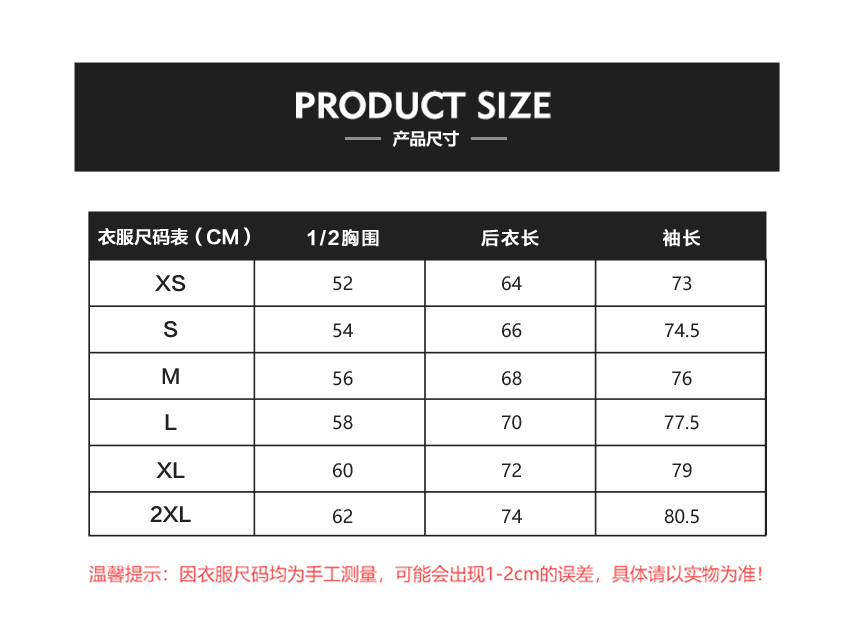 PRODUCT SIZE
产品尺寸
衣服尺码表（CM） 1/2胸围 后衣长 袖长
XS 52 64 73
S 54 66 74.5
M 56 68 76
L 58 70 77.5
XL 60 72 79
2XL 62 74 80.5
温馨提示：因衣服尺码均为手工测量，可能会出现1-2cm的误差，具体请以实物为准！